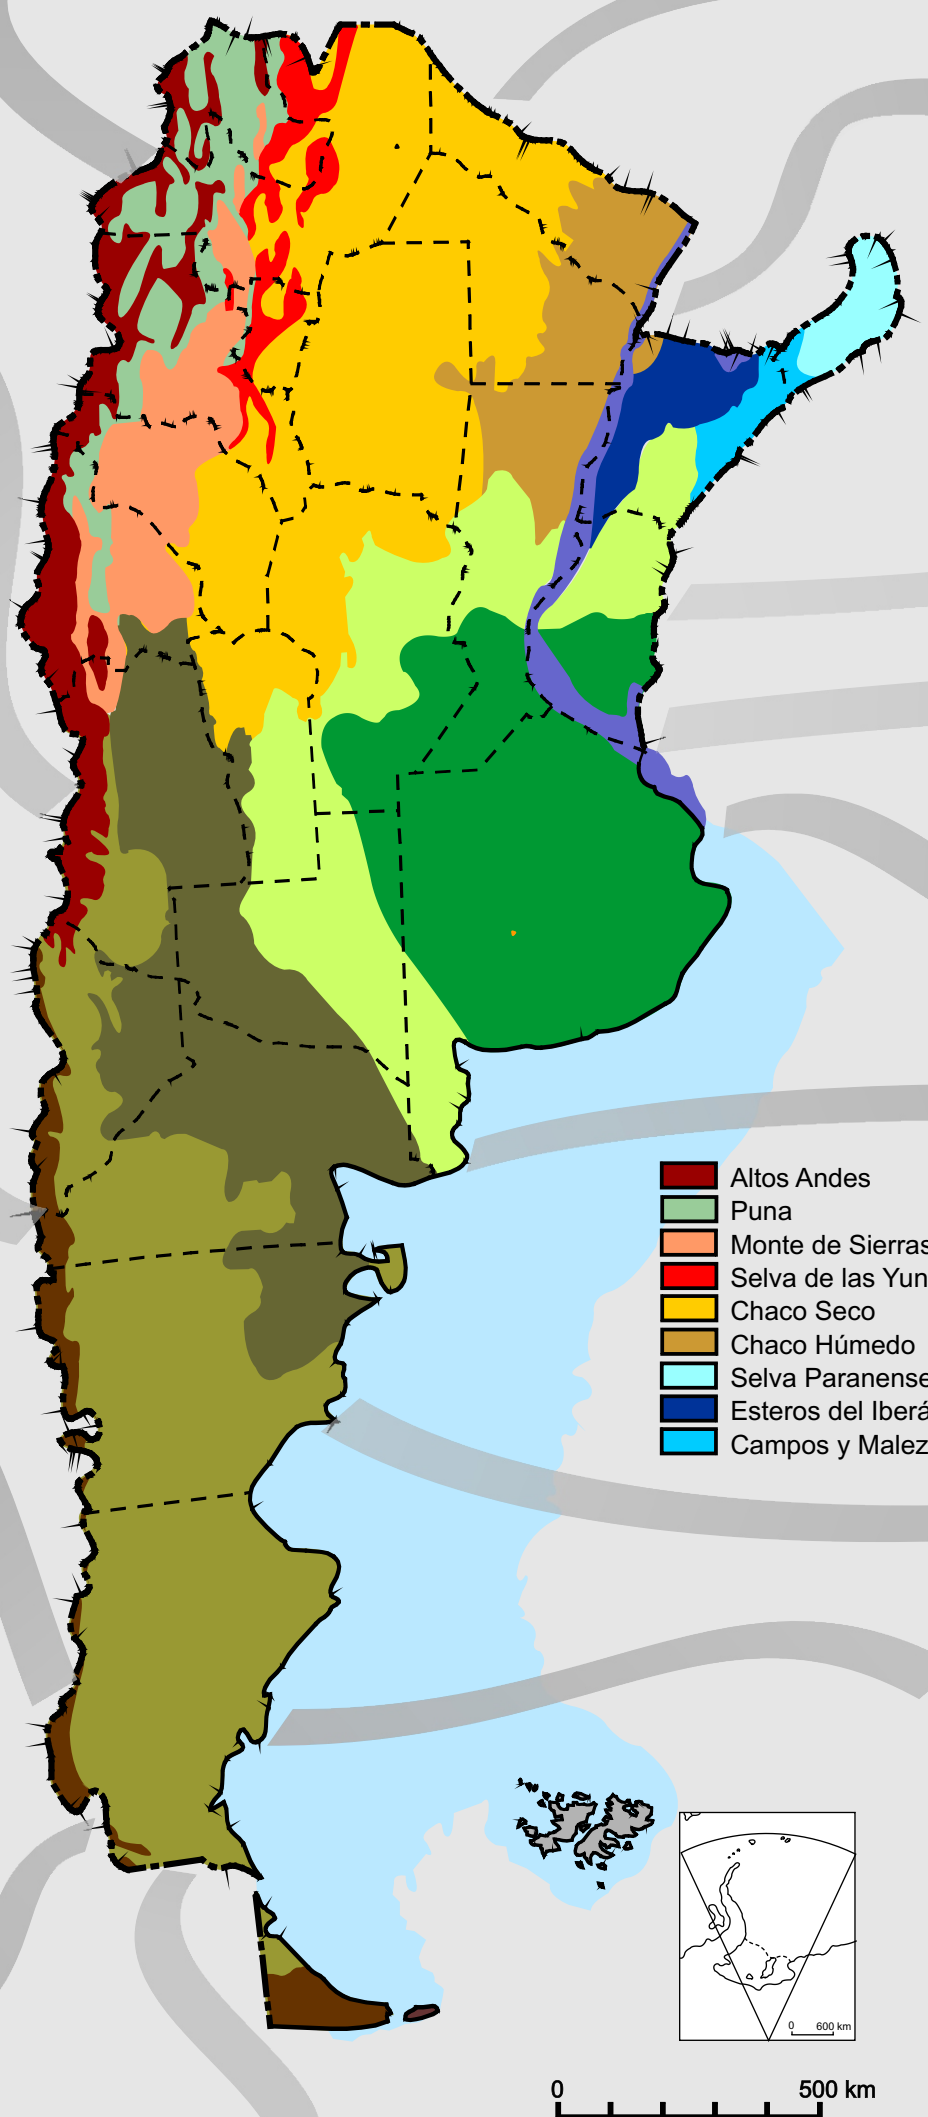 Altos Andes
Puna
Monte de Sierras
Selva de las Yun
Chaco Seco
Chaco Húmedo
Selva Paranense
Esteros del Iberá
Campos y Malez
0 600 km
0 500 km